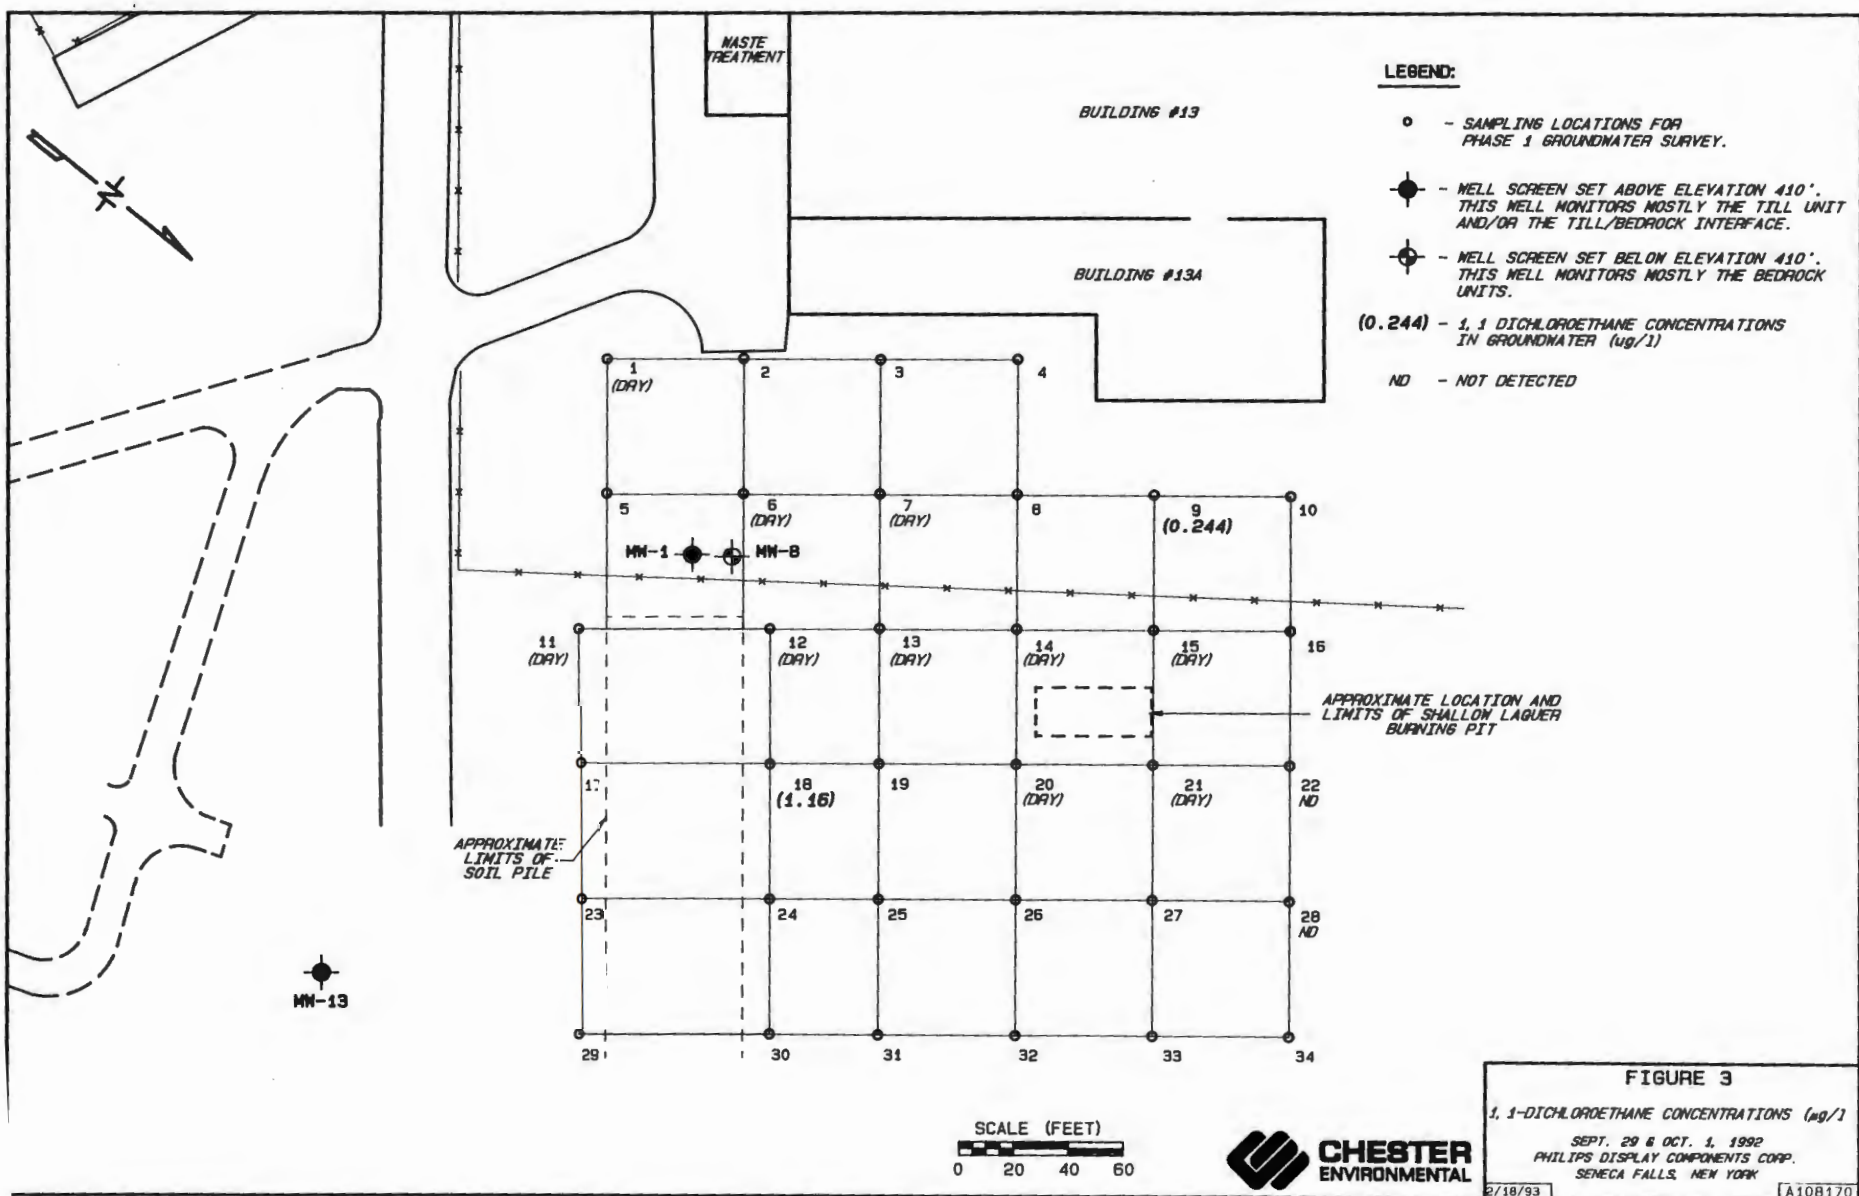 WASTE
TREATMENT
BUILDING #13
BUILDING #13A
LEGEND:
- SAMPLING LOCATIONS FOR
PHASE 1 GROUNDWATER SURVEY.
- WELL SCREEN SET ABOVE ELEVATION 410'.
THIS WELL MONITORS MOSTLY THE TILL UNIT
AND/OR THE TILL/BEDROCK INTERFACE.
- WELL SCREEN SET BELOW ELEVATION 410'.
THIS WELL MONITORS MOSTLY THE BEDROCK
UNITS.
(0.244) - 1, 1 DICHLOROETHANE CONCENTRATIONS
IN GROUNDWATER (ug/l)
ND - NOT DETECTED
N
1 2 3 4
(DRY)
5 6 7 8 9 10
(DRY) (DRY) (0.244)
MW-1 MW-8
11 12 13 14 15 16
(DRY) (DRY) (DRY) (DRY) (DRY)
APPROXIMATE LOCATION AND
LIMITS OF SHALLOW LAQUER
BURNING PIT
17 18 19 20 21 22
(1.16) (DRY) (DRY) ND
APPROXIMATE
LIMITS OF
SOIL PILE
23 24 25 26 27 28
ND
MW-13
29 30 31 32 33 34
SCALE (FEET)
0 20 40 60
CHESTER
ENVIRONMENTAL
FIGURE 3
1, 1-DICHLOROETHANE CONCENTRATIONS (µg/l
SEPT. 29 & OCT. 1, 1992
PHILIPS DISPLAY COMPONENTS CORP.
SENECA FALLS, NEW YORK
2/18/93 A108170